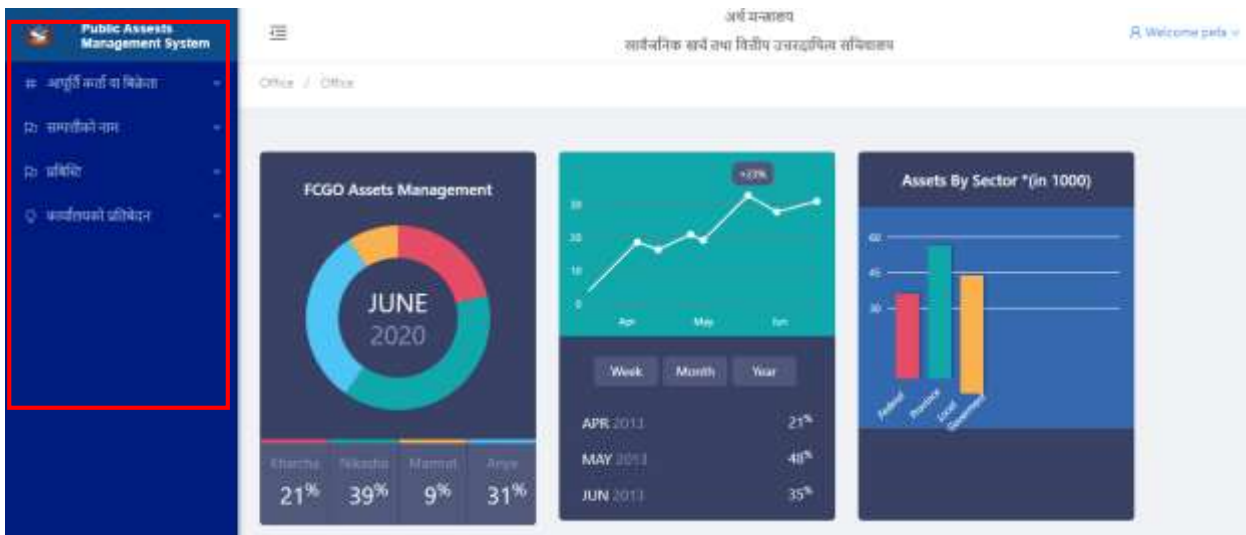 Public Assests
Management System
आपूर्ति कर्ता वा बिक्रेता
सम्पत्तीको नाम
प्रबिष्टि
कार्यालयको प्रतिबेदन
अर्थ मन्त्रालय
सार्वजनिक खर्च तथा वित्तीय उत्तरदायित्व सचिवालय
Welcome pefa
Office / Office
FCGO Assets Management
JUNE
2020
Kharcha Nikasha Marmat Anya
21% 39% 9% 31%
+23%
30
20
10
0
Apr May Jun
Week Month Year
APR 2013 21%
MAY 2013 48%
JUN 2013 35%
Assets By Sector *(in 1000)
60
45
30
Federal Province Local Government